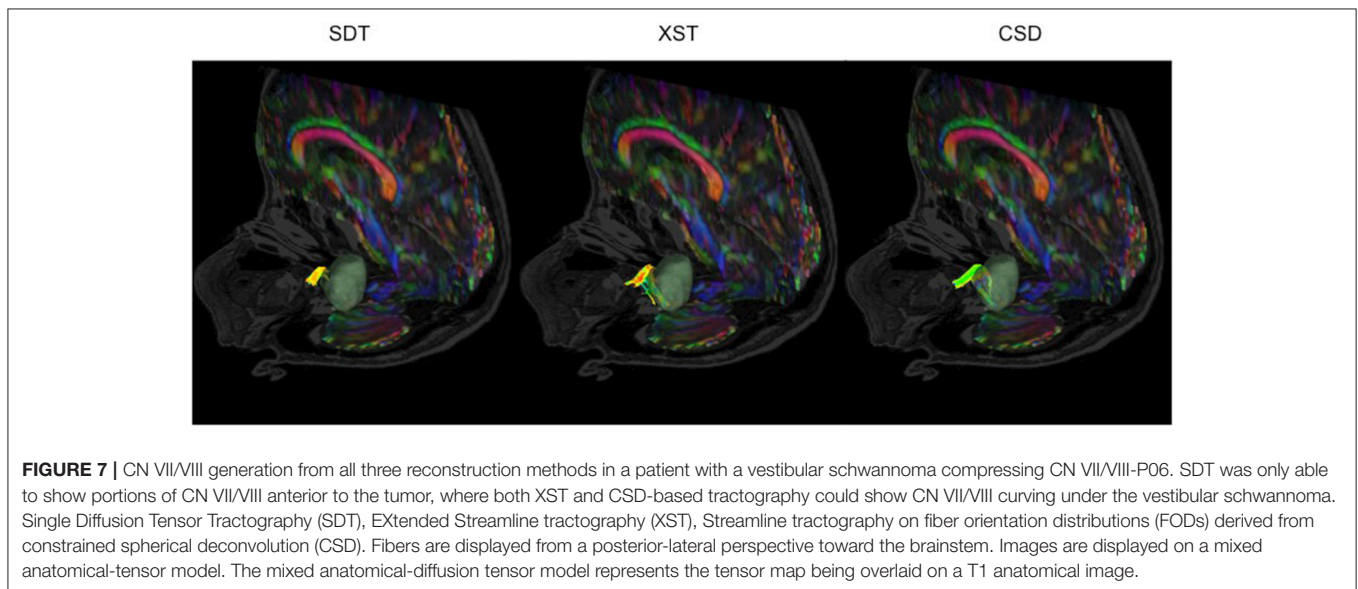 SDT XST CSD
FIGURE 7 | CN VII/VIII generation from all three reconstruction methods in a patient with a vestibular schwannoma compressing CN VII/VIII-P06. SDT was only able
to show portions of CN VII/VIII anterior to the tumor, where both XST and CSD-based tractography could show CN VII/VIII curving under the vestibular schwannoma.
Single Diffusion Tensor Tractography (SDT), EXtended Streamline tractography (XST), Streamline tractography on fiber orientation distributions (FODs) derived from
constrained spherical deconvolution (CSD). Fibers are displayed from a posterior-lateral perspective toward the brainstem. Images are displayed on a mixed
anatomical-tensor model. The mixed anatomical-diffusion tensor model represents the tensor map being overlaid on a T1 anatomical image.